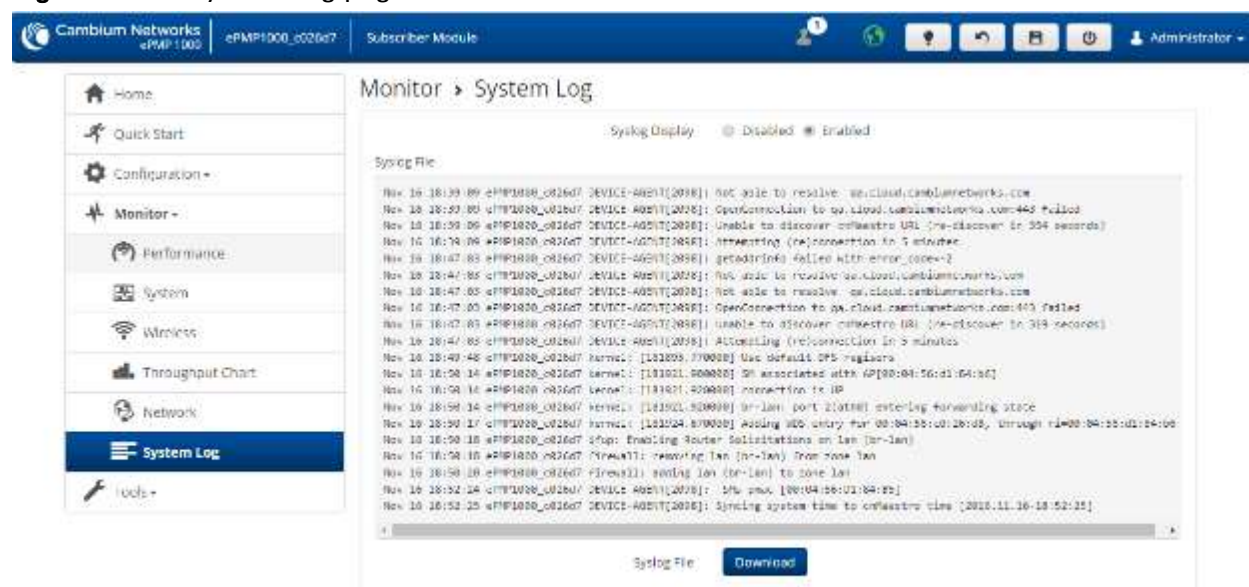 Cambium Networks
ePMP 1000
ePMP1000_c026d7
Subscriber Module
1
Administrator
Home
Quick Start
Configuration
Monitor
Performance
System
Wireless
Throughput Chart
Network
System Log
Tools
Monitor > System Log
Syslog Display Disabled Enabled
Syslog File
Nov 16 18:39:09 ePMP1000_c026d7 DEVICE-AGENT[2098]: Not able to resolve qa.cloud.cambiumnetworks.com
Nov 16 18:39:09 ePMP1000_c026d7 DEVICE-AGENT[2098]: OpenConnection to qa.cloud.cambiumnetworks.com:443 failed
Nov 16 18:39:09 ePMP1000_c026d7 DEVICE-AGENT[2098]: Unable to discover cnMaestro URL (re-discover in 304 seconds)
Nov 16 18:39:09 ePMP1000_c026d7 DEVICE-AGENT[2098]: Attempting (re)connection in 5 minutes
Nov 16 18:47:03 ePMP1000_c026d7 DEVICE-AGENT[2098]: getaddrinfo failed with error_code=-2
Nov 16 18:47:03 ePMP1000_c026d7 DEVICE-AGENT[2098]: Not able to resolve qa.cloud.cambiumnetworks.com
Nov 16 18:47:03 ePMP1000_c026d7 DEVICE-AGENT[2098]: Not able to resolve qa.cloud.cambiumnetworks.com
Nov 16 18:47:03 ePMP1000_c026d7 DEVICE-AGENT[2098]: OpenConnection to qa.cloud.cambiumnetworks.com:443 failed
Nov 16 18:47:03 ePMP1000_c026d7 DEVICE-AGENT[2098]: Unable to discover cnMaestro URL (re-discover in 319 seconds)
Nov 16 18:47:03 ePMP1000_c026d7 DEVICE-AGENT[2098]: Attempting (re)connection in 5 minutes
Nov 16 18:49:48 ePMP1000_c026d7 kernel: Use default DFS
Nov 16 18:50:14 ePMP1000_c026d7 kernel: SM associated with
Nov 16 18:50:14 ePMP1000_c026d7 kernel: connection is UP
Nov 16 18:50:14 ePMP1000_c026d7 kernel: br-lan: port 2(ath0) entering forwarding state
Nov 16 18:50:17 ePMP1000_c026d7 kernel: Adding WDS entry for
Nov 16 18:50:18 ePMP1000_c026d7 ifup: Enabling Router Solicitations on lan (br-lan)
Nov 16 18:50:18 ePMP1000_c026d7 firewall: removing lan (br-lan) from zone lan
Nov 16 18:50:18 ePMP1000_c026d7 firewall: adding lan (br-lan) to zone lan
Nov 16 18:52:24 ePMP1000_c026d7 DEVICE-AGENT[2098]:
Nov 16 18:52:25 ePMP1000_c026d7 DEVICE-AGENT[2098]: Syncing system time to cnMaestro time
Syslog File Download